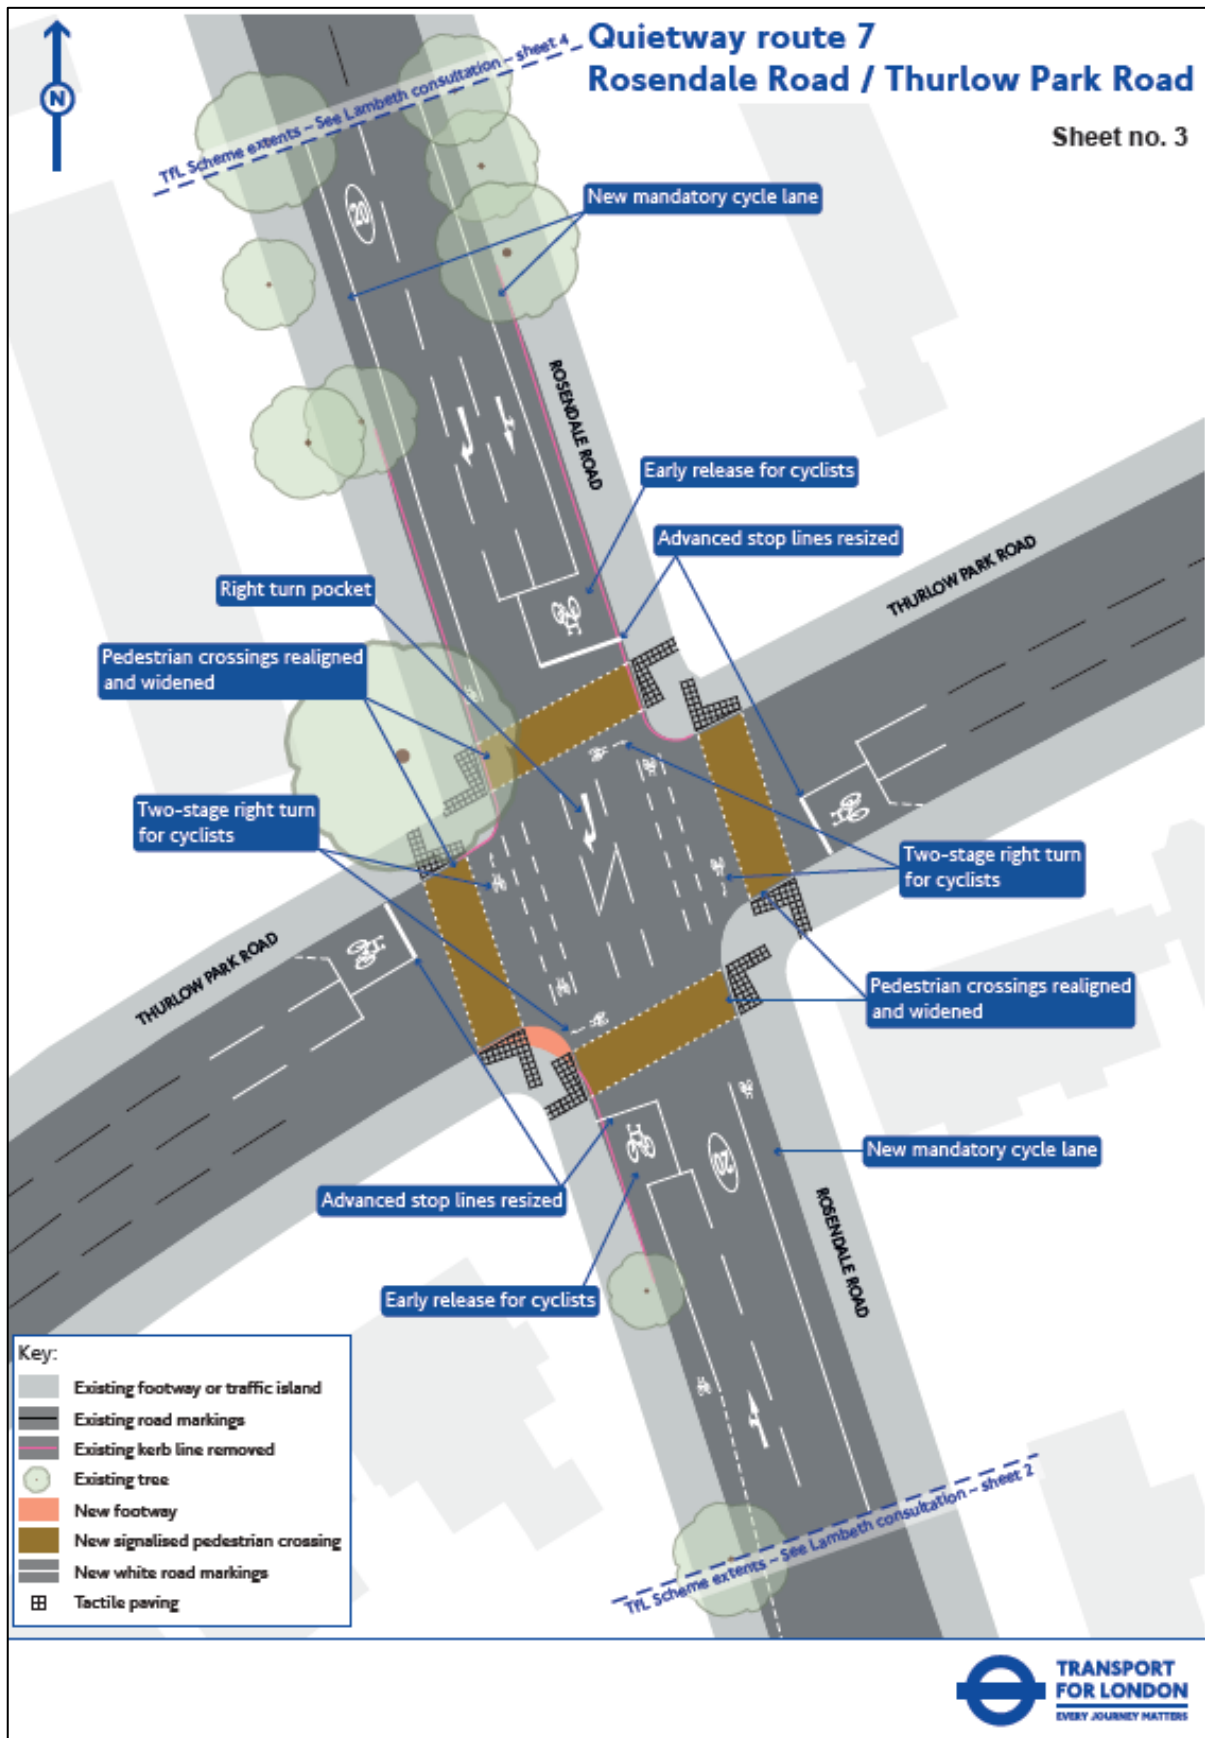 Quietway route 7
Rosendale Road / Thurlow Park Road
Sheet no. 3
N
TfL Scheme extents – See Lambeth consultation – sheet 4
New mandatory cycle lane
20
ROSENDALE ROAD
Early release for cyclists
Advanced stop lines resized
THURLOW PARK ROAD
Right turn pocket
Pedestrian crossings realigned
and widened
Two-stage right turn
for cyclists
Two-stage right turn
for cyclists
THURLOW PARK ROAD
Pedestrian crossings realigned
and widened
New mandatory cycle lane
20
Advanced stop lines resized
ROSENDALE ROAD
Early release for cyclists
Key:
Existing footway or traffic island
Existing road markings
Existing kerb line removed
Existing tree
New footway
New signalised pedestrian crossing
New white road markings
Tactile paving
TfL Scheme extents – See Lambeth consultation – sheet 2
TRANSPORT
FOR LONDON
EVERY JOURNEY MATTERS